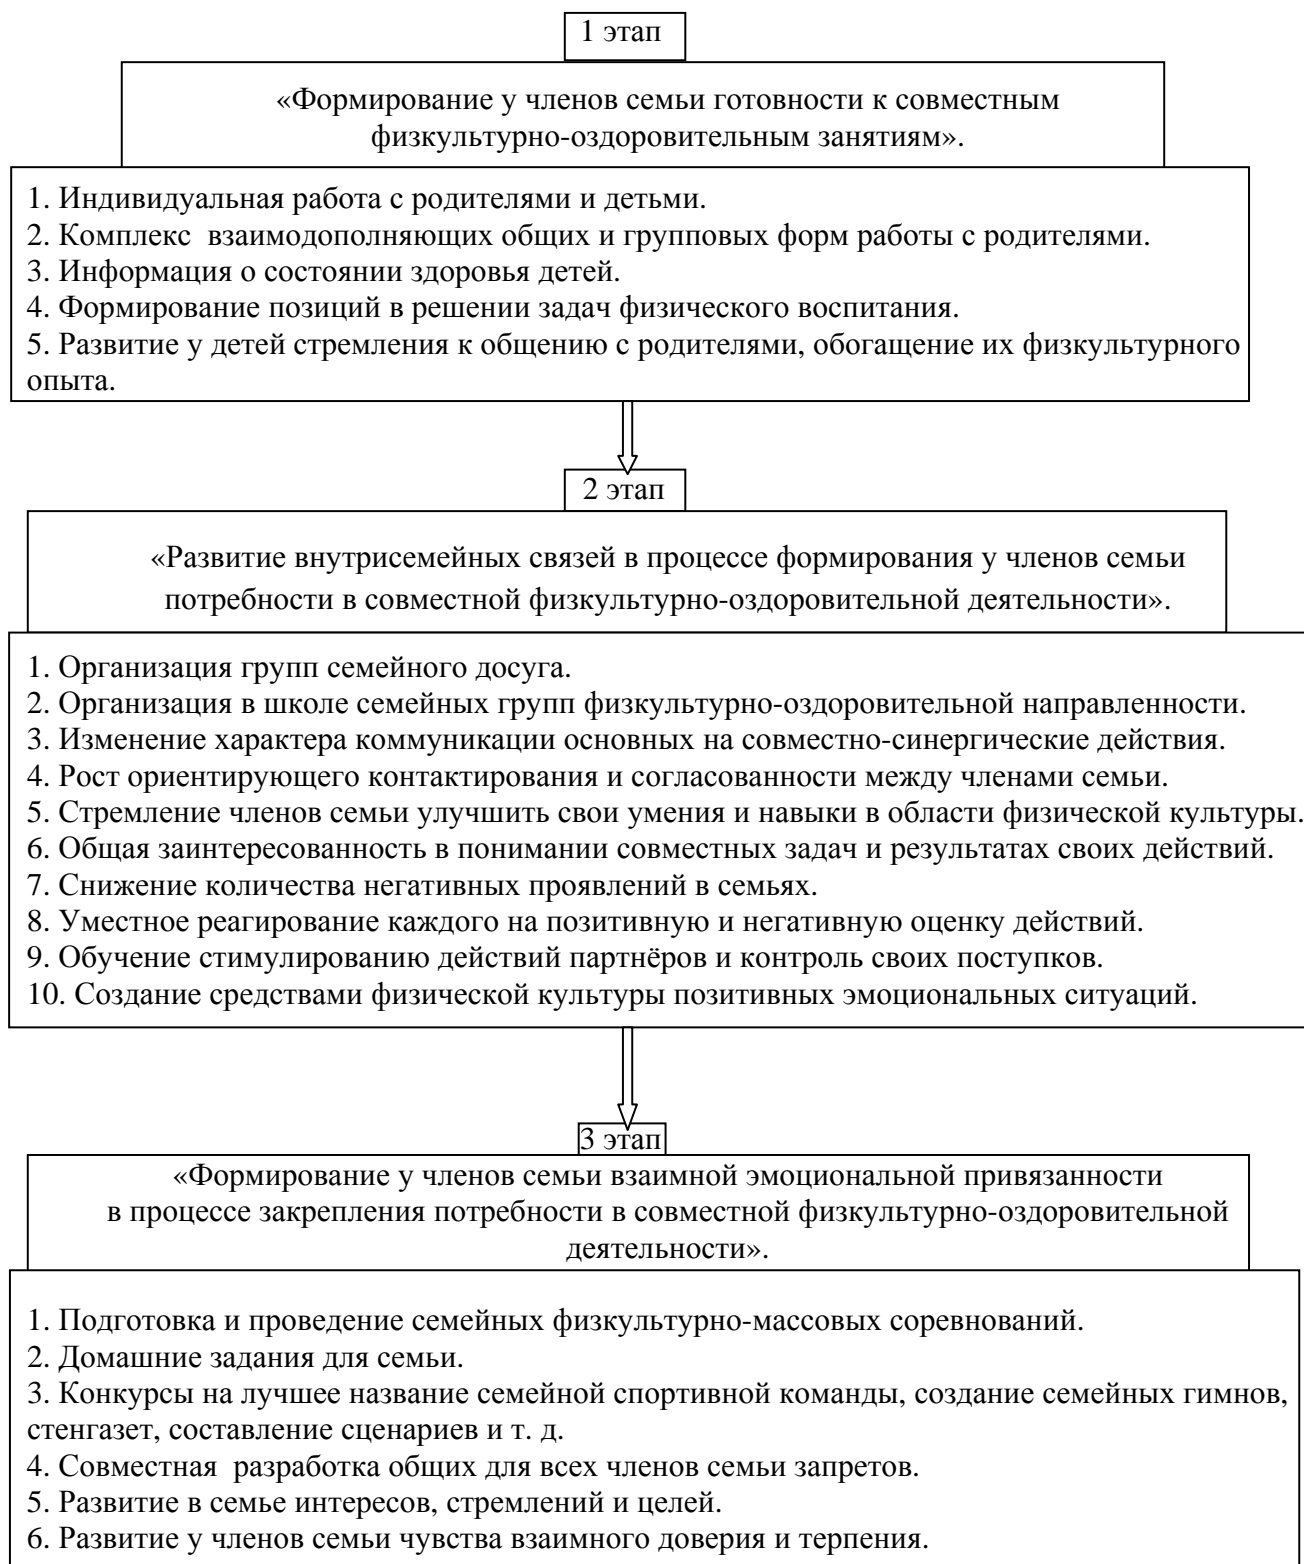 1 этап
«Формирование у членов семьи готовности к совместным
физкультурно-оздоровительным занятиям».
1. Индивидуальная работа с родителями и детьми.
2. Комплекс взаимодополняющих общих и групповых форм работы с родителями.
3. Информация о состоянии здоровья детей.
4. Формирование позиций в решении задач физического воспитания.
5. Развитие у детей стремления к общению с родителями, обогащение их физкультурного
опыта.
2 этап
«Развитие внутрисемейных связей в процессе формирования у членов семьи
потребности в совместной физкультурно-оздоровительной деятельности».
1. Организация групп семейного досуга.
2. Организация в школе семейных групп физкультурно-оздоровительной направленности.
3. Изменение характера коммуникации основных на совместно-синергические действия.
4. Рост ориентирующего контактирования и согласованности между членами семьи.
5. Стремление членов семьи улучшить свои умения и навыки в области физической культуры.
6. Общая заинтересованность в понимании совместных задач и результатах своих действий.
7. Снижение количества негативных проявлений в семьях.
8. Уместное реагирование каждого на позитивную и негативную оценку действий.
9. Обучение стимулированию действий партнёров и контроль своих поступков.
10. Создание средствами физической культуры позитивных эмоциональных ситуаций.
3 этап
«Формирование у членов семьи взаимной эмоциональной привязанности
в процессе закрепления потребности в совместной физкультурно-оздоровительной
деятельности».
1. Подготовка и проведение семейных физкультурно-массовых соревнований.
2. Домашние задания для семьи.
3. Конкурсы на лучшее название семейной спортивной команды, создание семейных гимнов,
стенгазет, составление сценариев и т. д.
4. Совместная разработка общих для всех членов семьи запретов.
5. Развитие в семье интересов, стремлений и целей.
6. Развитие у членов семьи чувства взаимного доверия и терпения.